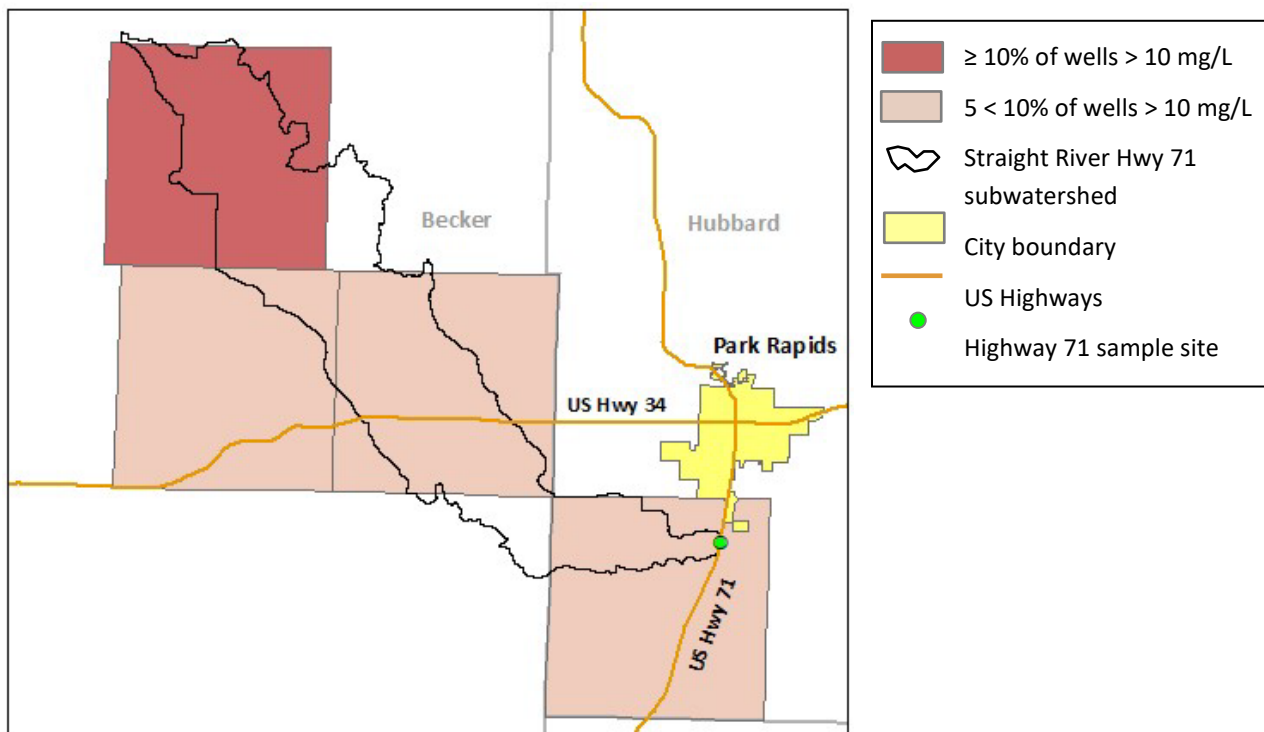 Becker
Hubbard
Park Rapids
US Hwy 34
US Hwy 71
≥ 10% of wells > 10 mg/L
5 < 10% of wells > 10 mg/L
Straight River Hwy 71
subwatershed
City boundary
US Highways
Highway 71 sample site